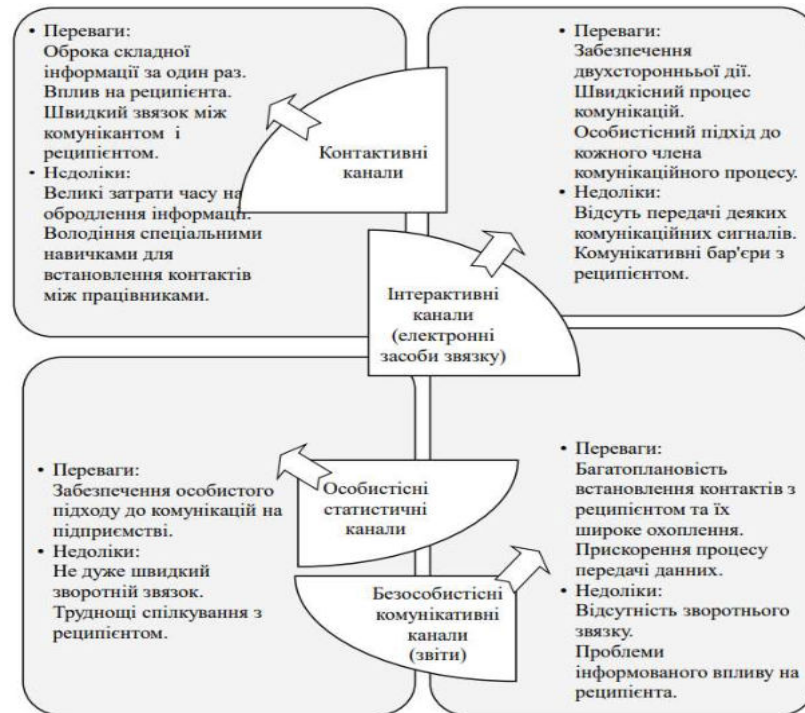 • Переваги:
Оброка складної
інформації за один раз.
Вплив на реципієнта.
Швидкий звязок між
комунікантом і
реципієнтом.
• Недоліки:
Великі затрати часу на
обродлення інформації.
Володіння спеціальними
навичками для
встановлення контактів
між працівниками.
Контактивні
канали
• Переваги:
Забезпечення
двухсторонньої дії.
Швидкісний процес
комунікацій.
Особистісний підхід до
кожного члена
комунікаційного процесу.
• Недоліки:
Відсуть передачі деяких
комунікаційних сигналів.
Комунікативні бар'єри з
реципієнтом.
Інтерактивні
канали
(електронні
засоби звязку)
• Переваги:
Забезпечення особистого
підходу до комунікацій на
підприємстві.
• Недоліки:
Не дуже швидкий
зворотній звязок.
Труднощі спілкування з
реципієнтом.
Особистісні
статистичні
канали
• Переваги:
Багатоплановість
встановлення контактів з
реципієнтом та їх
широке охоплення.
Прискорення процесу
передачі данних.
• Недоліки:
Відсутність зворотнього
звязку.
Проблеми
інформованого впливу на
реципієнта.
Безособистісні
комунікативні
канали
(звіти)